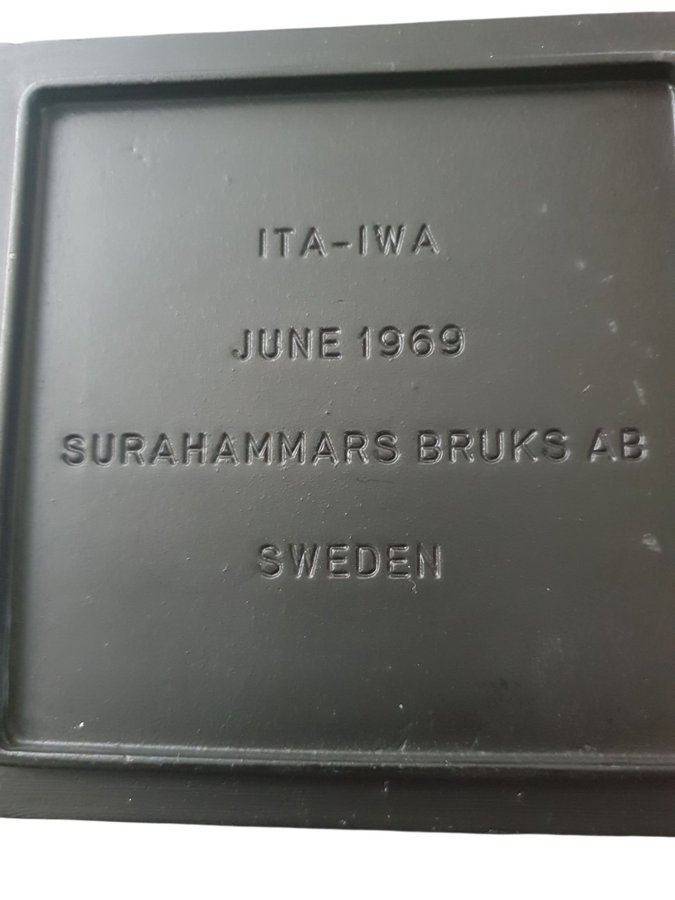 ITA-IWA
JUNE 1969
SURAHAMMARS BRUKS AB
SWEDEN